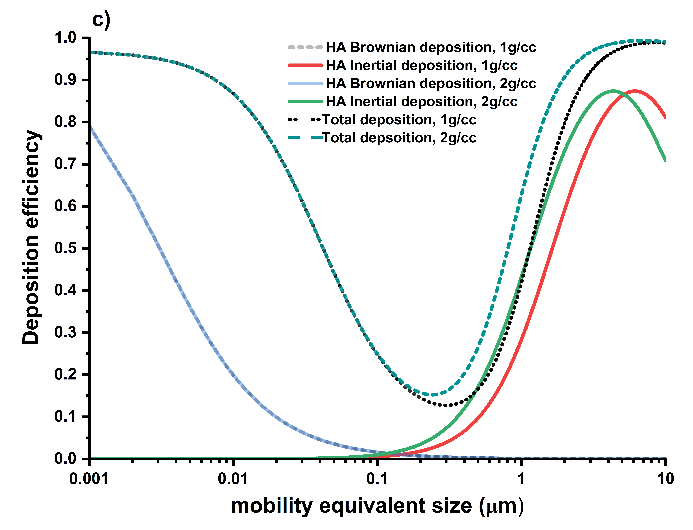 c)
HA Brownian deposition, 1g/cc
HA Inertial deposition, 1g/cc
HA Brownian deposition, 2g/cc
HA Inertial deposition, 2g/cc
Total deposition, 1g/cc
Total depsoition, 2g/cc
1.0
0.9
0.8
0.7
0.6
0.5
0.4
0.3
0.2
0.1
0.0
Deposition efficiency
0.001 0.01 0.1 1 10
mobility equivalent size (μm)